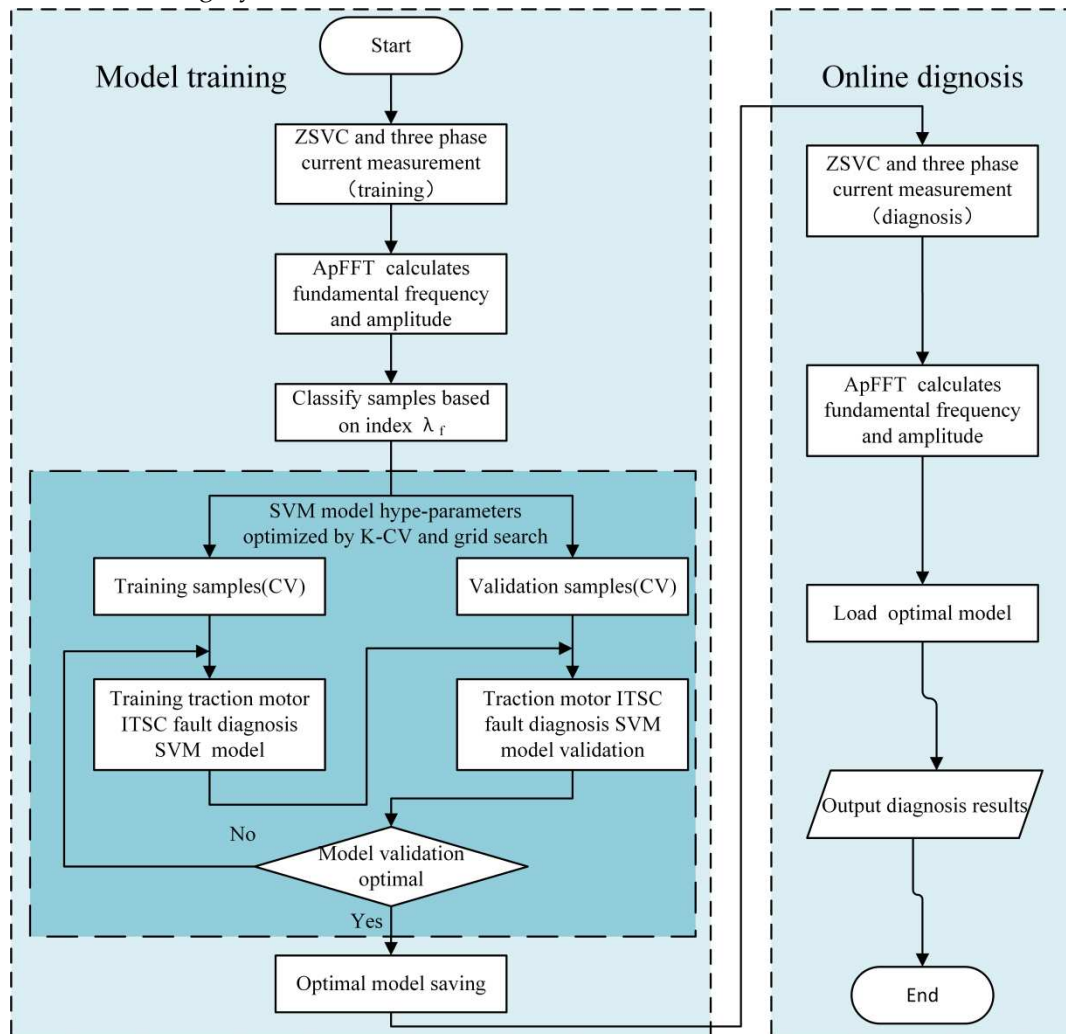 Start
Model training
ZSVC and three phase
current measurement
（training）
ApFFT calculates
fundamental frequency
and amplitude
Classify samples based
on index λf
SVM model hype-parameters
optimized by K-CV and grid search
Training samples(CV)
Validation samples(CV)
Training traction motor
ITSC fault diagnosis
SVM model
Traction motor ITSC
fault diagnosis SVM
model validation
No
Model validation
optimal
Yes
Optimal model saving
Online dignosis
ZSVC and three phase
current measurement
（diagnosis）
ApFFT calculates
fundamental frequency
and amplitude
Load optimal model
Output diagnosis results
End